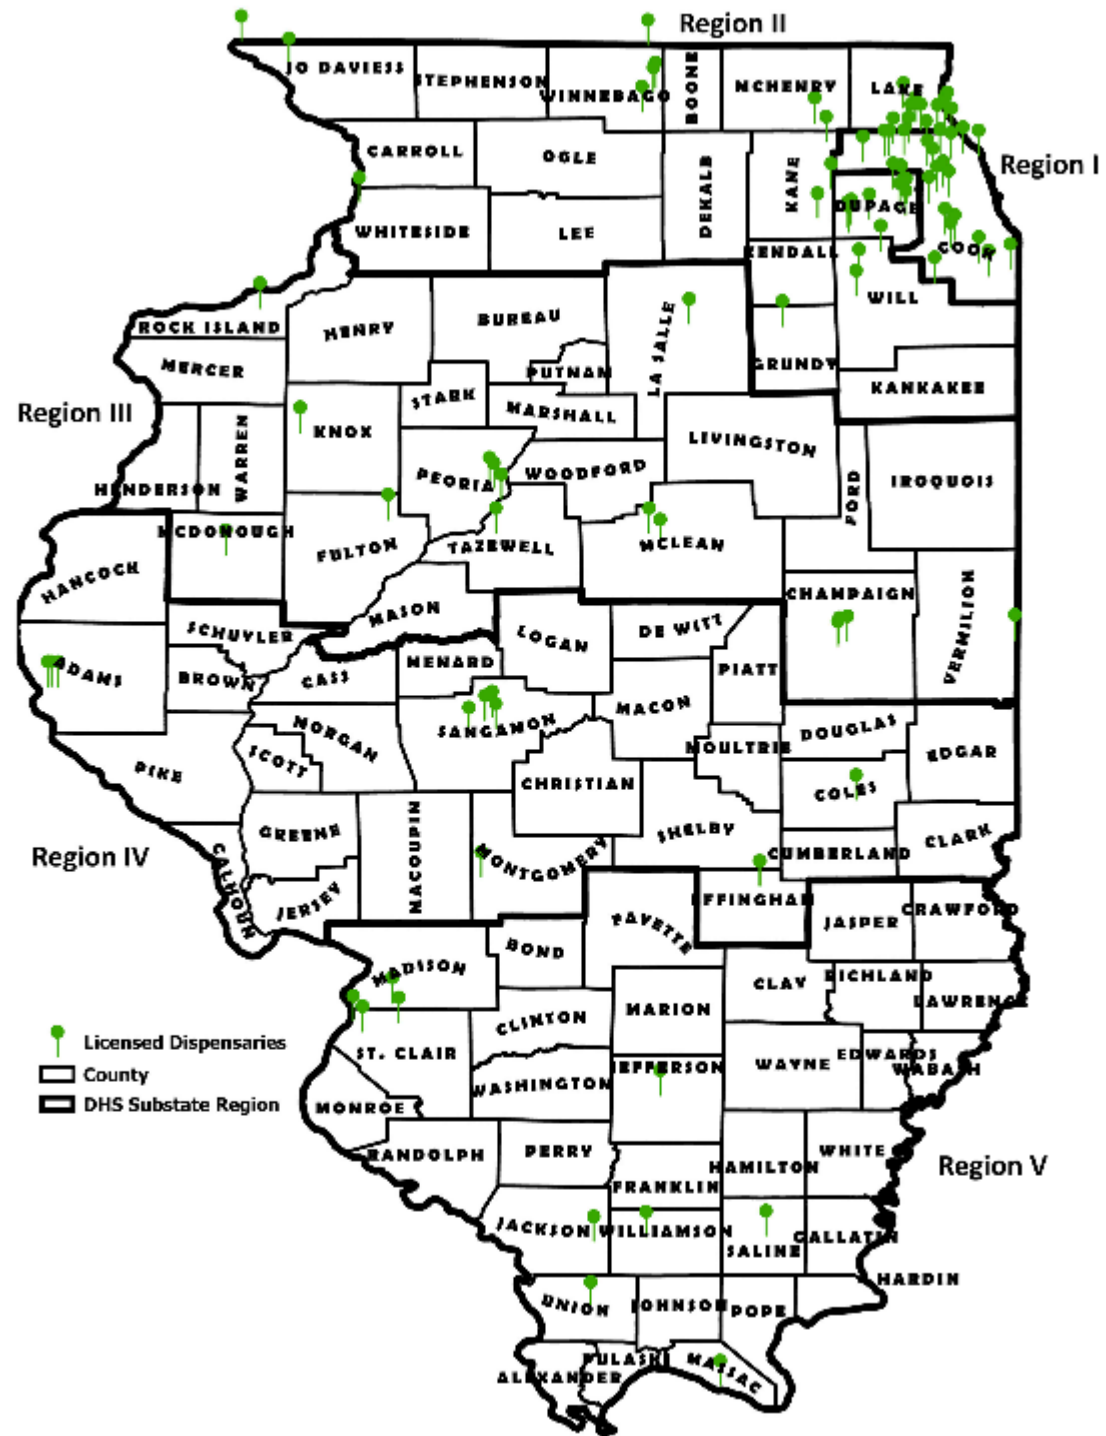 Region II
JO DAVIESS
STEPHENSON
WINNEBAGO
BOONE
MCHENRY
LAKE
CARROLL
OGLE
DEKALB
KANE
Region I
DUPAGE
WHITESIDE
LEE
KENDALL
COOK
WILL
ROCK ISLAND
HENRY
BUREAU
LA SALLE
GRUNDY
MERCER
PUTNAM
KANKAKEE
Region III
STARK
MARSHALL
KNOX
LIVINGSTON
WARREN
PEORIA
WOODFORD
FORD
IROQUOIS
HENDERSON
MCDONOUGH
FULTON
TAZEWELL
MCLEAN
HANCOCK
MASON
CHAMPAIGN
VERMILION
SCHUYLER
LOGAN
DE WITT
ADAMS
BROWN
CASS
MENARD
PIATT
MACON
MORGAN
SANGAMON
DOUGLAS
MOULTRIE
EDGAR
PIKE
SCOTT
CHRISTIAN
COLES
GREENE
MACOUPIN
SHELBY
CLARK
Region IV
CALHOUN
MONTGOMERY
CUMBERLAND
JERSEY
EFFINGHAM
JASPER
CRAWFORD
FAYETTE
BOND
MADISON
CLAY
RICHLAND
LAWRENCE
MARION
CLINTON
Licensed Dispensaries
ST. CLAIR
WAYNE
EDWARDS
WABASH
County
WASHINGTON
JEFFERSON
DHS Substate Region
MONROE
RANDOLPH
PERRY
HAMILTON
WHITE
Region V
FRANKLIN
JACKSON
WILLIAMSON
SALINE
GALLATIN
HARDIN
UNION
JOHNSON
POPE
PULASKI
MASSAC
ALEXANDER